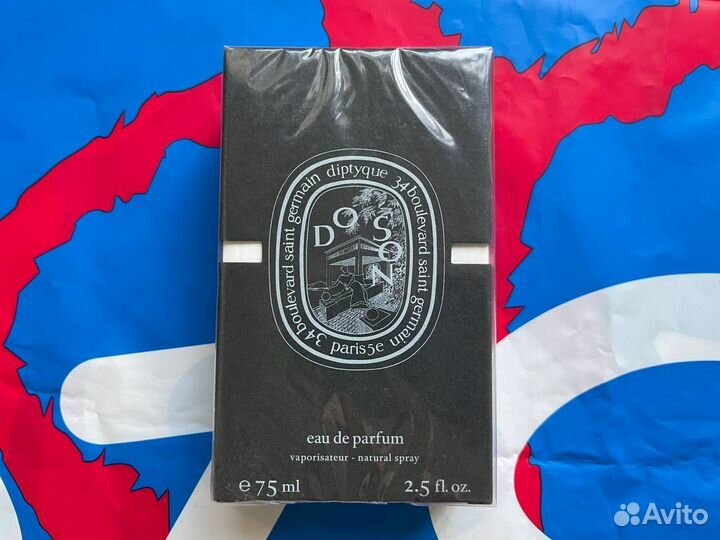 34 boulevard saint germain diptyque 34 boulevard saint germain paris 5e
DO SON
eau de parfum
vaporisateur - natural spray
e 75 ml 2.5 fl. oz.
Avito